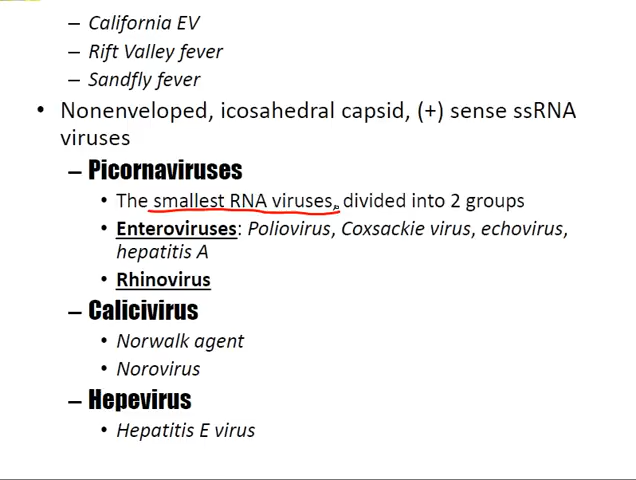 – California EV
– Rift Valley fever
– Sandfly fever
• Nonenveloped, icosahedral capsid, (+) sense ssRNA
viruses
– Picornaviruses
• The smallest RNA viruses, divided into 2 groups
• Enteroviruses: Poliovirus, Coxsackie virus, echovirus,
hepatitis A
• Rhinovirus
– Calicivirus
• Norwalk agent
• Norovirus
– Hepevirus
• Hepatitis E virus